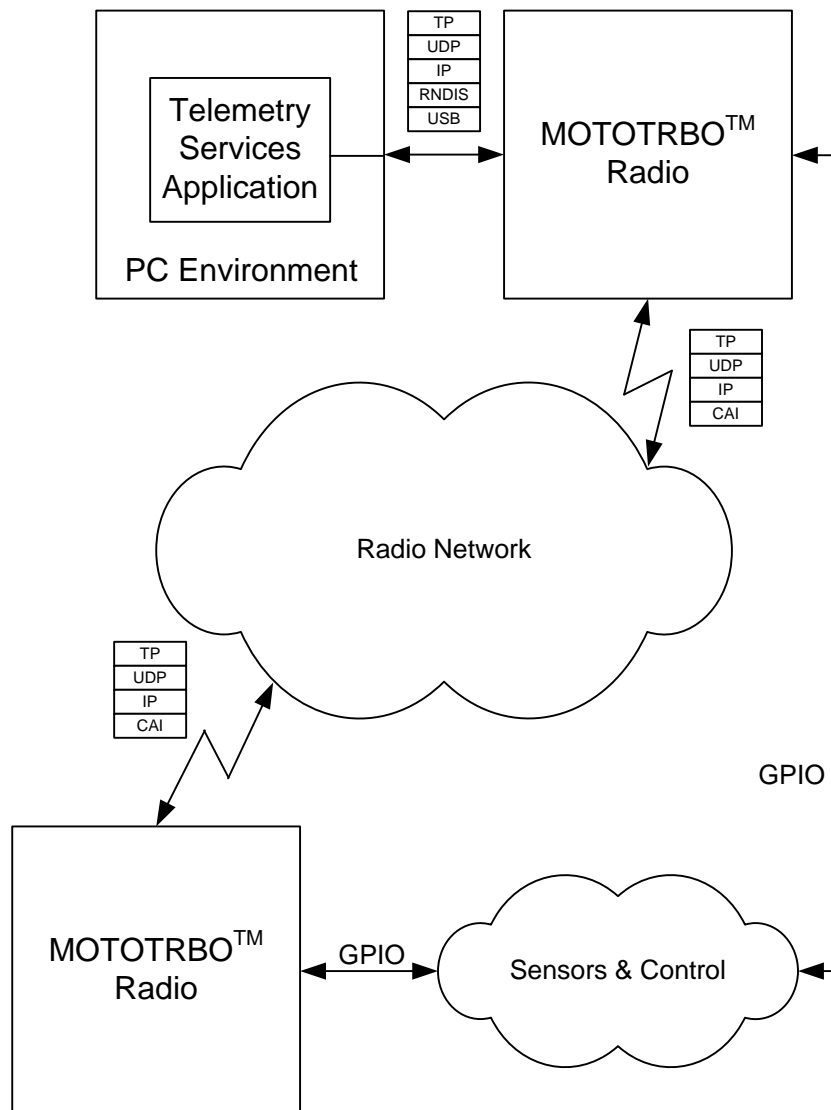 TP
UDP
IP
RNDIS
USB
Telemetry
Services
Application
PC Environment
MOTOTRBO™
Radio
TP
UDP
IP
CAI
Radio Network
TP
UDP
IP
CAI
GPIO
MOTOTRBO™
Radio
GPIO
Sensors & Control